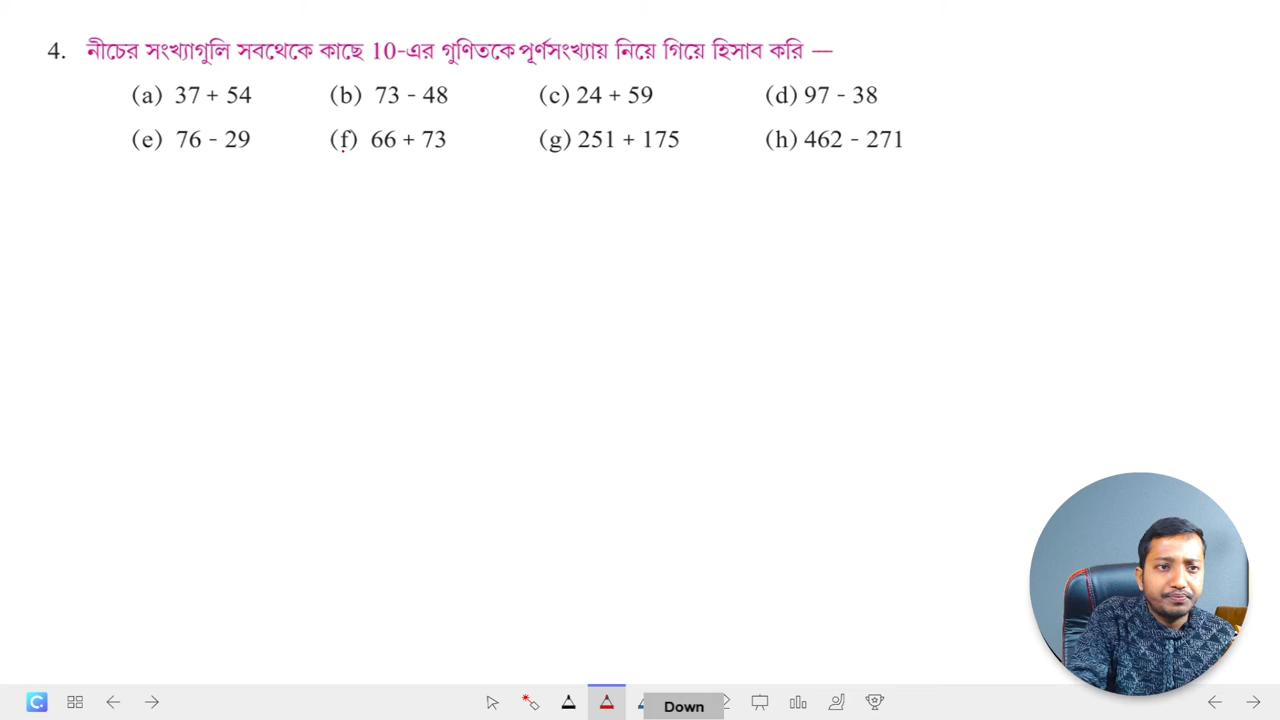 4. নীচের সংখ্যাগুলি সবথেকে কাছে 10-এর গুণিতকে পূর্ণসংখ্যায় নিয়ে গিয়ে হিসাব করি —
(a) 37 + 54 (b) 73 - 48 (c) 24 + 59 (d) 97 - 38
(e) 76 - 29 (f) 66 + 73 (g) 251 + 175 (h) 462 - 271
Down